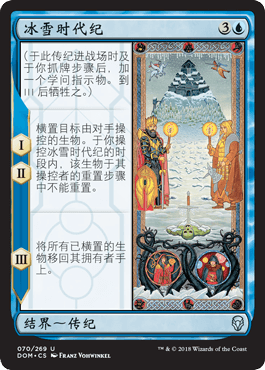 冰雪时代纪
3
（于此传纪进战场时及
于你抓牌步骤后，加
一个学问指示物。到
III后牺牲之。）
I
II
横置目标由对手操
控的生物。于你操
控冰雪时代纪的时
段内，该生物于其
操控者的重置步骤
中不能重置。
III
将所有已横置的生
物移回其拥有者手
上。
结界～传纪
070/269 U
DOM • CS Franz Vohwinkel
™ & © 2018 Wizards of the Coast